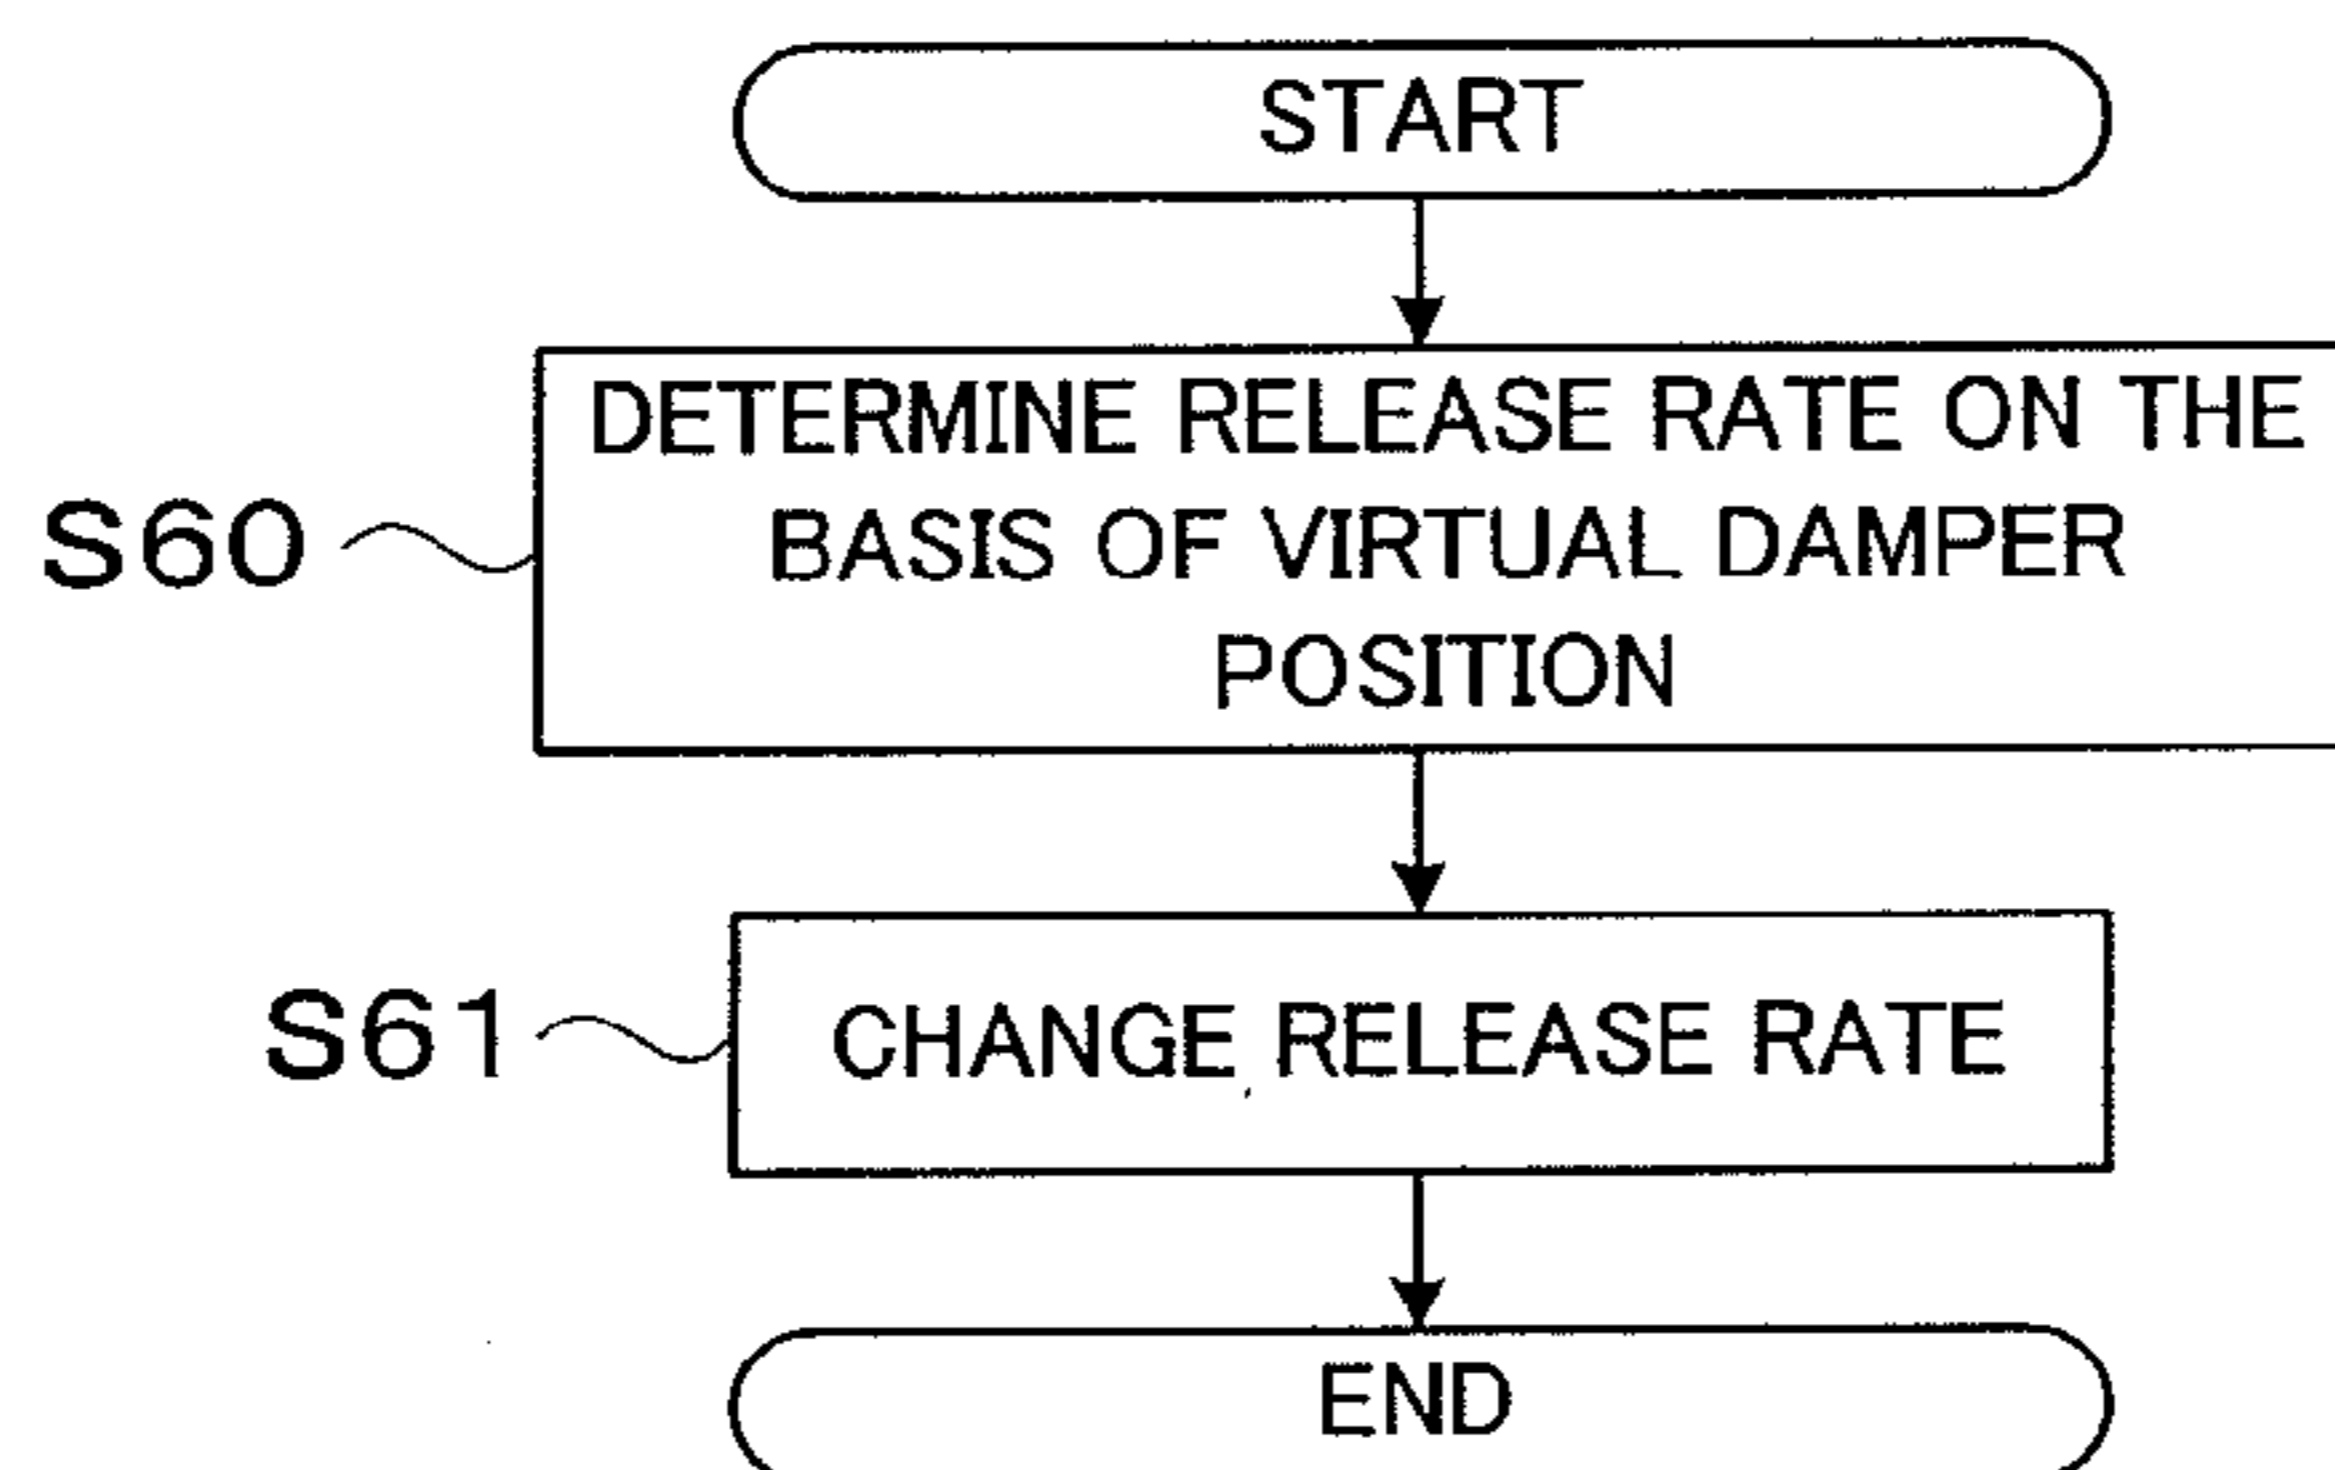 START
DETERMINE RELEASE RATE ON THE
S60 BASIS OF VIRTUAL DAMPER
POSITION
S61 CHANGE RELEASE RATE
END